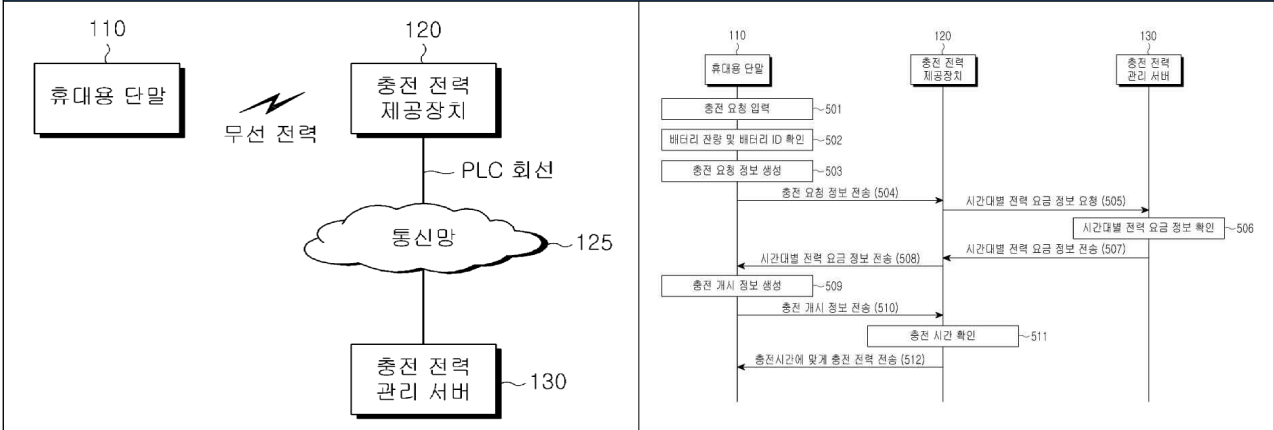 110
휴대용 단말
무선 전력
120
충전 전력
제공장치
PLC 회선
통신망
125
충전 전력
관리 서버
130
110
120
130
휴대용 단말
충전 전력
제공장치
충전 전력
관리 서버
충전 요청 입력
501
배터리 잔량 및 배터리 ID 확인
502
충전 요청 정보 생성
503
충전 요청 정보 전송 (504)
시간대별 전력 요금 정보 요청 (505)
시간대별 전력 요금 정보 확인
506
시간대별 전력 요금 정보 전송 (507)
시간대별 전력 요금 정보 전송 (508)
충전 개시 정보 생성
509
충전 개시 정보 전송 (510)
충전 시간 확인
511
충전시간에 맞게 충전 전력 전송 (512)